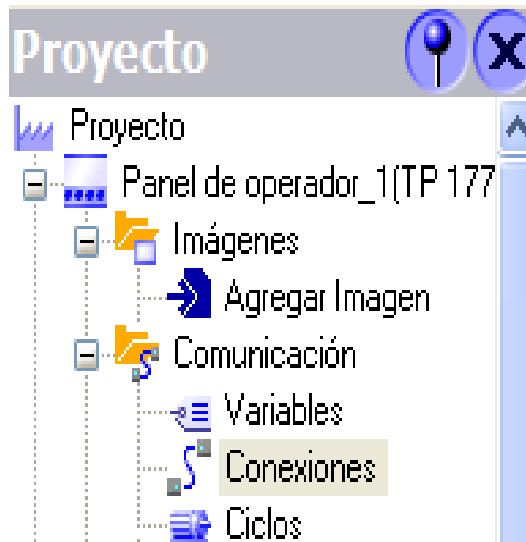 Proyecto
Proyecto
Panel de operador_1(TP 177
Imágenes
Agregar Imagen
Comunicación
Variables
Conexiones
Ciclos